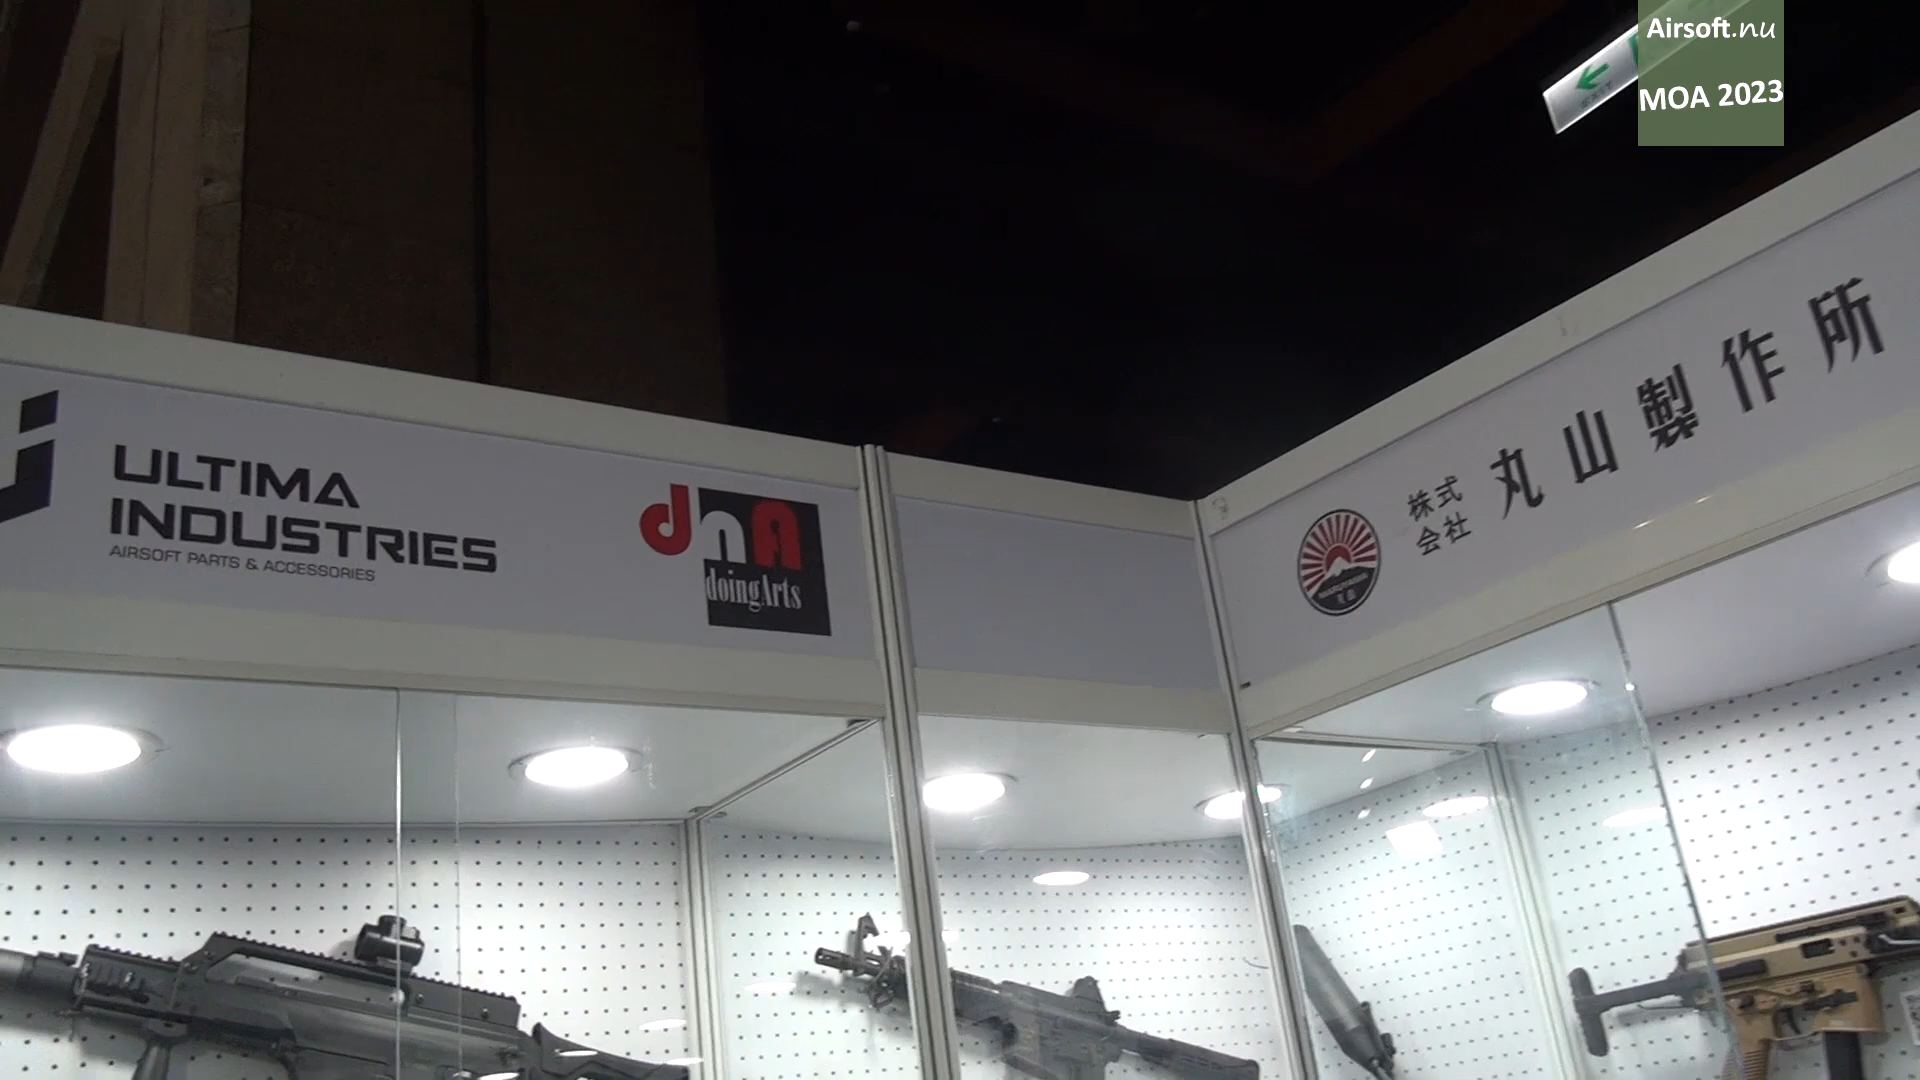 Airsoft.nu
MOA 2023
ULTIMA
INDUSTRIES
AIRSOFT PARTS & ACCESSORIES
dnA
doingArts
株式
会社
丸山製作所